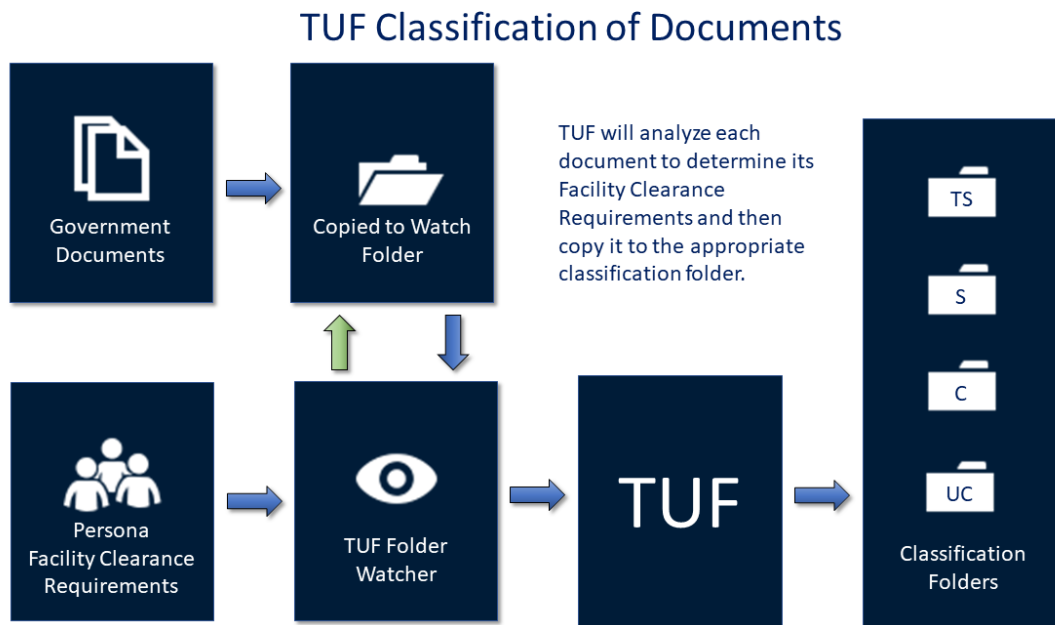 TUF Classification of Documents
Government
Documents
Copied to Watch
Folder
TUF will analyze each
document to determine its
Facility Clearance
Requirements and then
copy it to the appropriate
classification folder.
Persona
Facility Clearance
Requirements
TUF Folder
Watcher
TUF
TS
S
C
UC
Classification
Folders